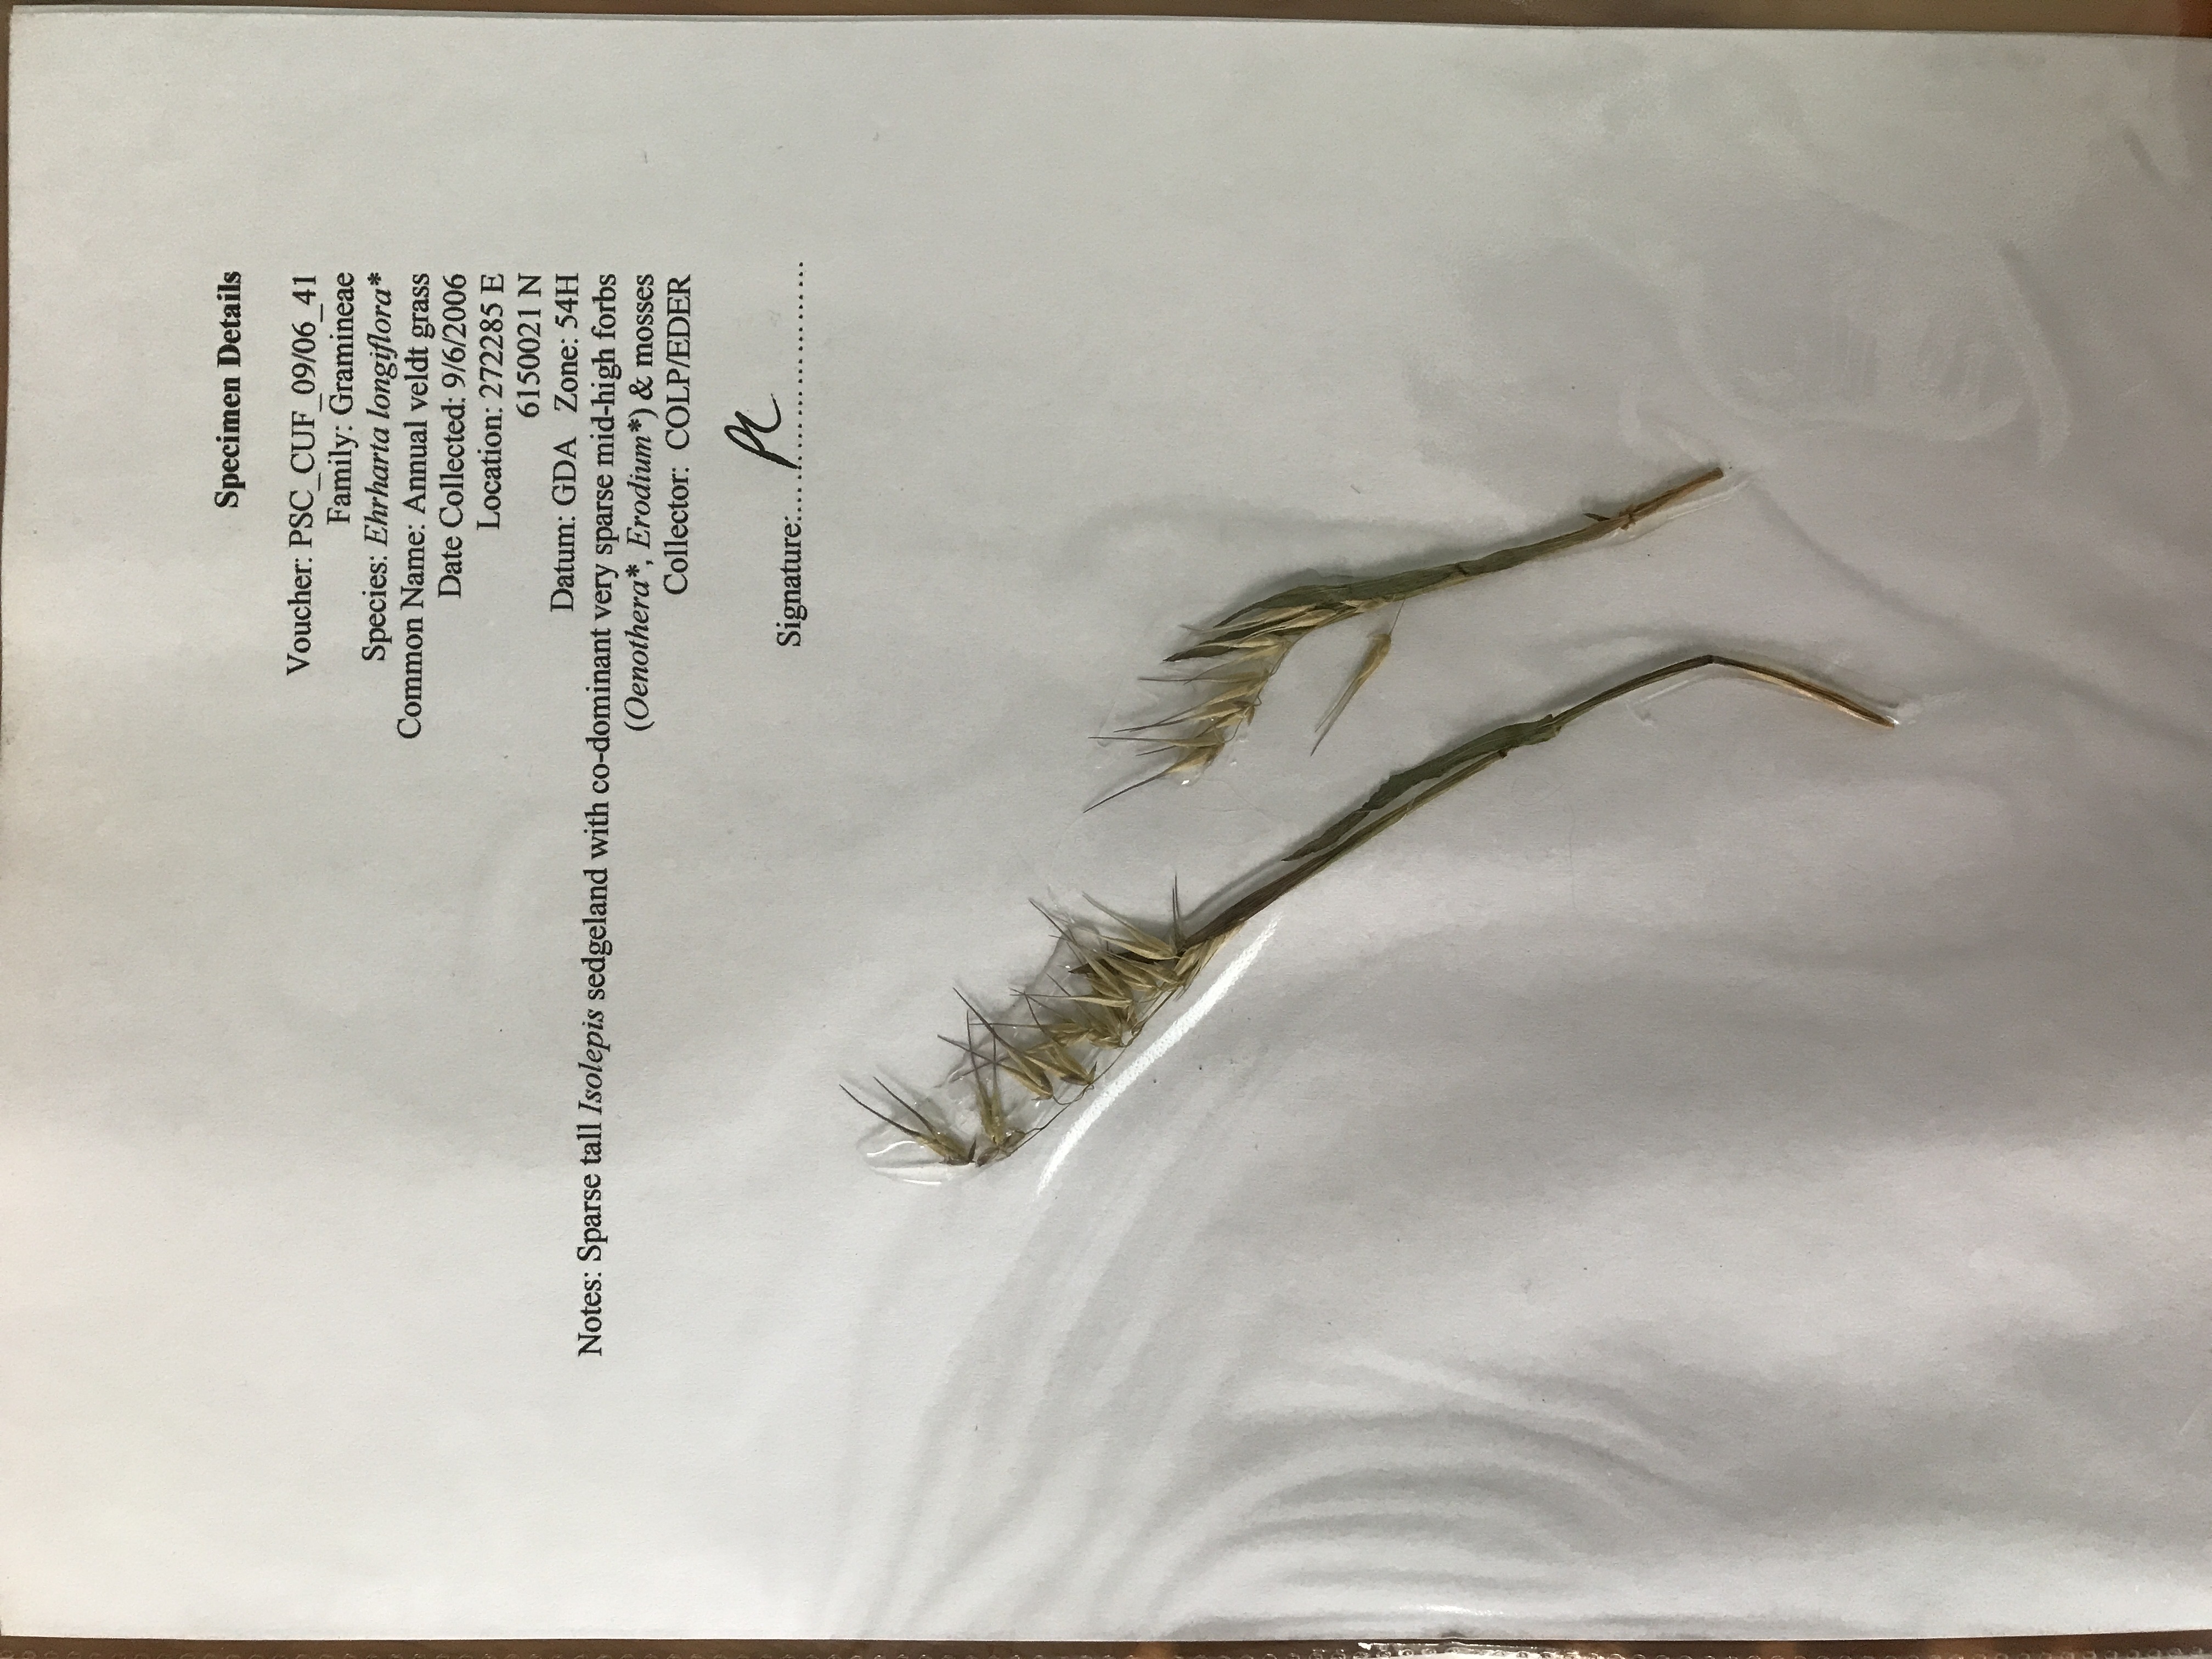 Specimen Details
Voucher: PSC_CUF_09/06_41
Family: Gramineae
Species: Ehrharta longiflora*
Common Name: Annual veldt grass
Date Collected: 9/6/2006
Location: 272285 E
6150021 N
Datum: GDA Zone: 54H
Notes: Sparse tall Isolepis sedgeland with co-dominant very sparse mid-high forbs
(Oenothera*, Erodium*) & mosses
Collector: COLP/EDER
Signature:.......PC.......................